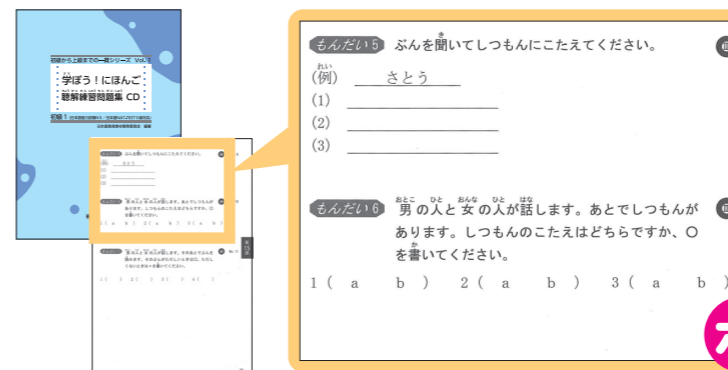 初級から上級までの一貫シリーズ Vol.1
学ぼう！にほんご
聴解練習問題集 CD
初級1
もんだい5 ぶんを聞いてしつもんにこたえてください。
(例) さとう
(1)
(2)
(3)
もんだい6 男の人と女の人が話します。あとでしつもんが
あります。しつもんのこたえはどちらですか、○
を書いてください。
1 ( a b ) 2 ( a b ) 3 ( a b )